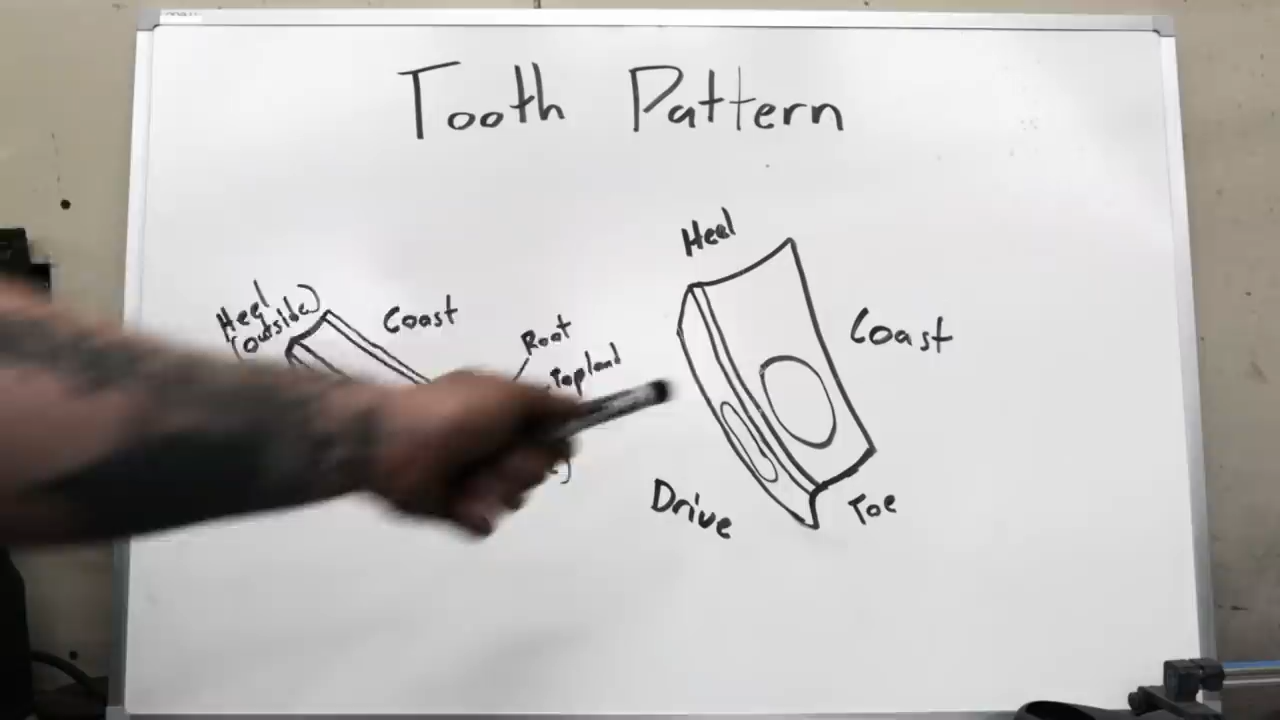 Tooth Pattern
Heel
(outside)
Coast
Root
Topland
Heel
Coast
Drive
Toe